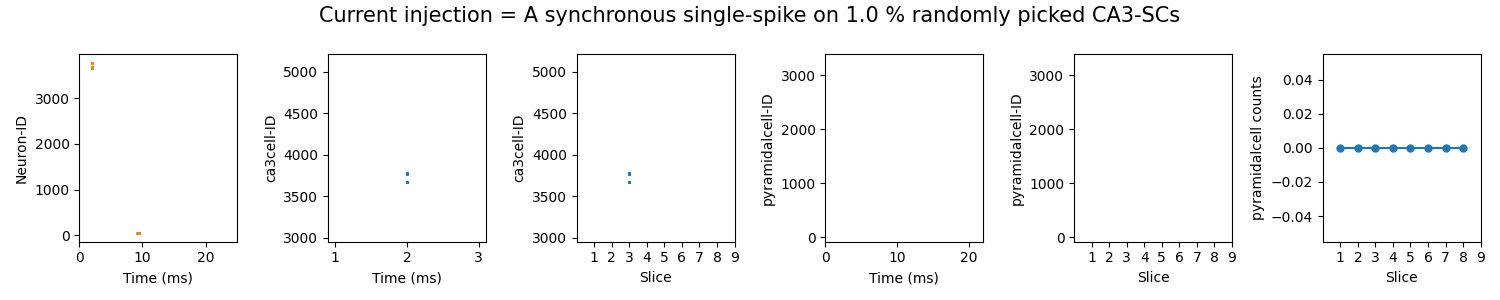 Current injection = A synchronous single-spike on 1.0 % randomly picked CA3-SCs
Neuron-ID
3000
2000
1000
0
0 10 20
Time (ms)
ca3cell-ID
5000
4500
4000
3500
3000
1 2 3
Time (ms)
ca3cell-ID
5000
4500
4000
3500
3000
1 2 3 4 5 6 7 8 9
Slice
pyramidalcell-ID
3000
2000
1000
0
0 10 20
Time (ms)
pyramidalcell-ID
3000
2000
1000
0
1 2 3 4 5 6 7 8 9
Slice
pyramidalcell counts
0.04
0.02
0.00
−0.02
−0.04
1 2 3 4 5 6 7 8 9
Slice